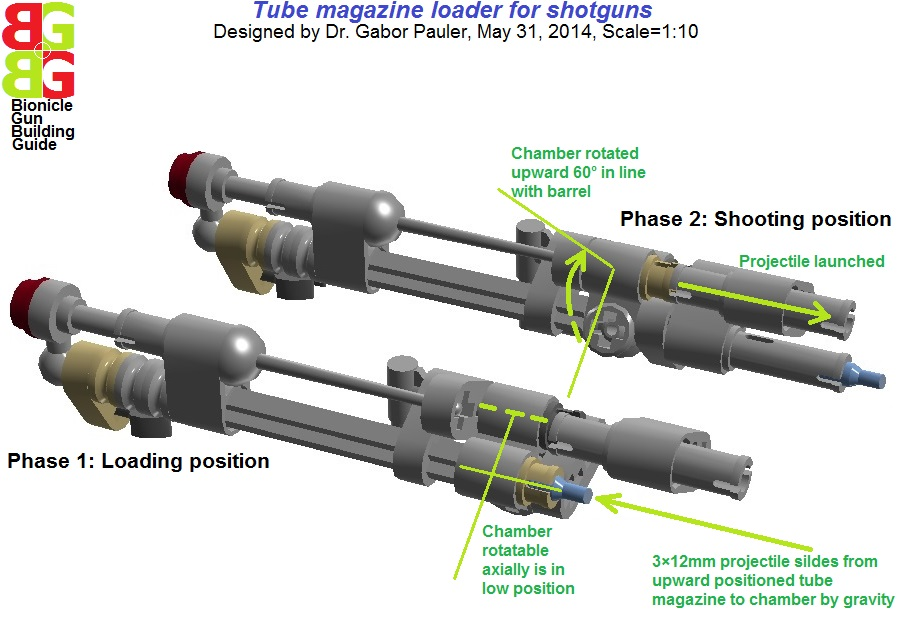 Tube magazine loader for shotguns
Designed by Dr. Gabor Pauler, May 31, 2014, Scale=1:10
BG
BG
Bionicle
Gun
Building
Guide
Chamber rotated
upward 60° in line
with barrel
Phase 2: Shooting position
Projectile launched
Phase 1: Loading position
Chamber
rotatable
axially is in
low position
3×12mm projectile sildes from
upward positioned tube
magazine to chamber by gravity